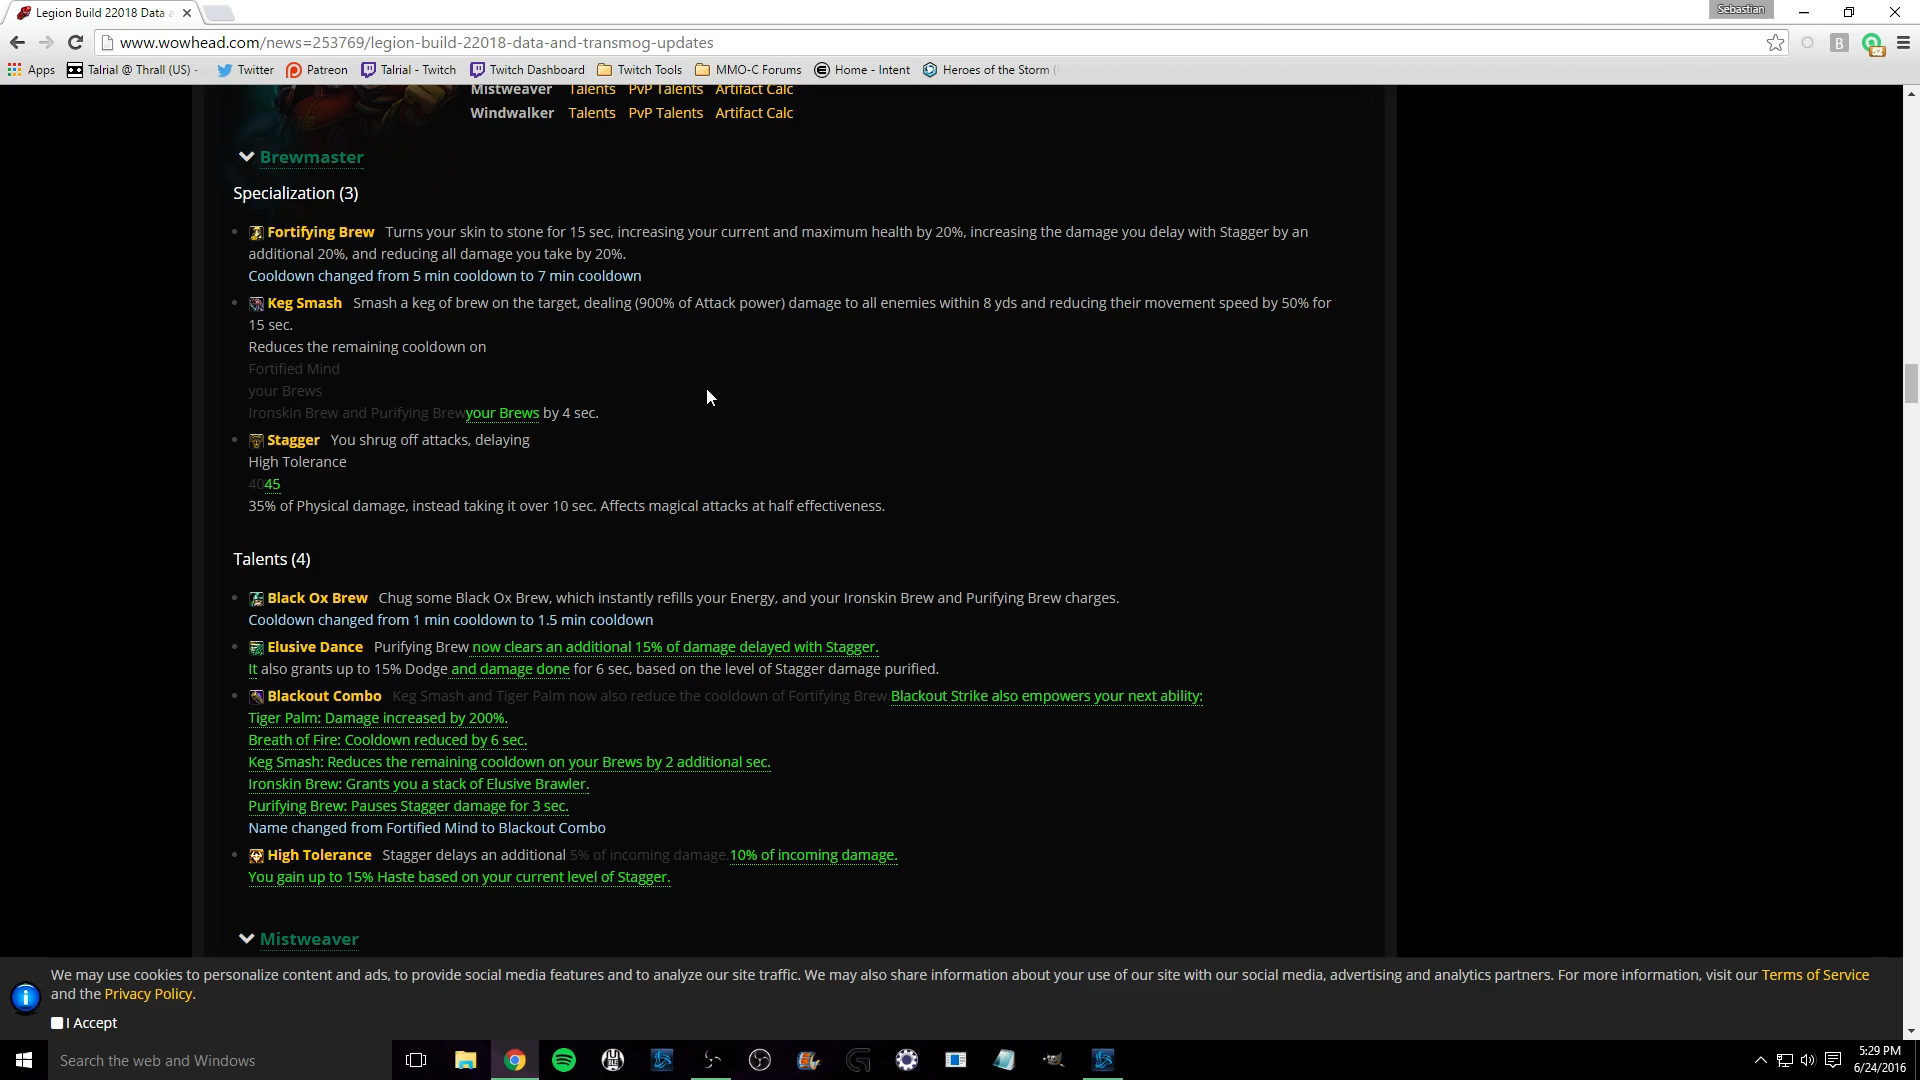 Legion Build 22018 Data
Sebastian
www.wowhead.com/news=253769/legion-build-22018-data-and-transmog-updates
Apps Talrial @ Thrall (US) - Twitter Patreon Talrial - Twitch Twitch Dashboard Twitch Tools MMO-C Forums Home - Intent Heroes of the Storm
Mistweaver Talents PvP Talents Artifact Calc
Windwalker Talents PvP Talents Artifact Calc
Brewmaster
Specialization (3)
Fortifying Brew Turns your skin to stone for 15 sec, increasing your current and maximum health by 20%, increasing the damage you delay with Stagger by an
additional 20%, and reducing all damage you take by 20%.
Cooldown changed from 5 min cooldown to 7 min cooldown
Keg Smash Smash a keg of brew on the target, dealing (900% of Attack power) damage to all enemies within 8 yds and reducing their movement speed by 50% for
15 sec.
Reduces the remaining cooldown on
Fortified Mind
your Brews
Ironskin Brew and Purifying Brewyour Brews by 4 sec.
Stagger You shrug off attacks, delaying
High Tolerance
4045
35% of Physical damage, instead taking it over 10 sec. Affects magical attacks at half effectiveness.
Talents (4)
Black Ox Brew Chug some Black Ox Brew, which instantly refills your Energy, and your Ironskin Brew and Purifying Brew charges.
Cooldown changed from 1 min cooldown to 1.5 min cooldown
Elusive Dance Purifying Brew now clears an additional 15% of damage delayed with Stagger.
It also grants up to 15% Dodge and damage done for 6 sec, based on the level of Stagger damage purified.
Blackout Combo Keg Smash and Tiger Palm now also reduce the cooldown of Fortifying Brew.Blackout Strike also empowers your next ability:
Tiger Palm: Damage increased by 200%.
Breath of Fire: Cooldown reduced by 6 sec.
Keg Smash: Reduces the remaining cooldown on your Brews by 2 additional sec.
Ironskin Brew: Grants you a stack of Elusive Brawler.
Purifying Brew: Pauses Stagger damage for 3 sec.
Name changed from Fortified Mind to Blackout Combo
High Tolerance Stagger delays an additional 5% of incoming damage.10% of incoming damage.
You gain up to 15% Haste based on your current level of Stagger.
Mistweaver
We may use cookies to personalize content and ads, to provide social media features and to analyze our site traffic. We may also share information about your use of our site with our social media, advertising and analytics partners. For more information, visit our Terms of Service
and the Privacy Policy.
I Accept
Search the web and Windows
5:29 PM
6/24/2016